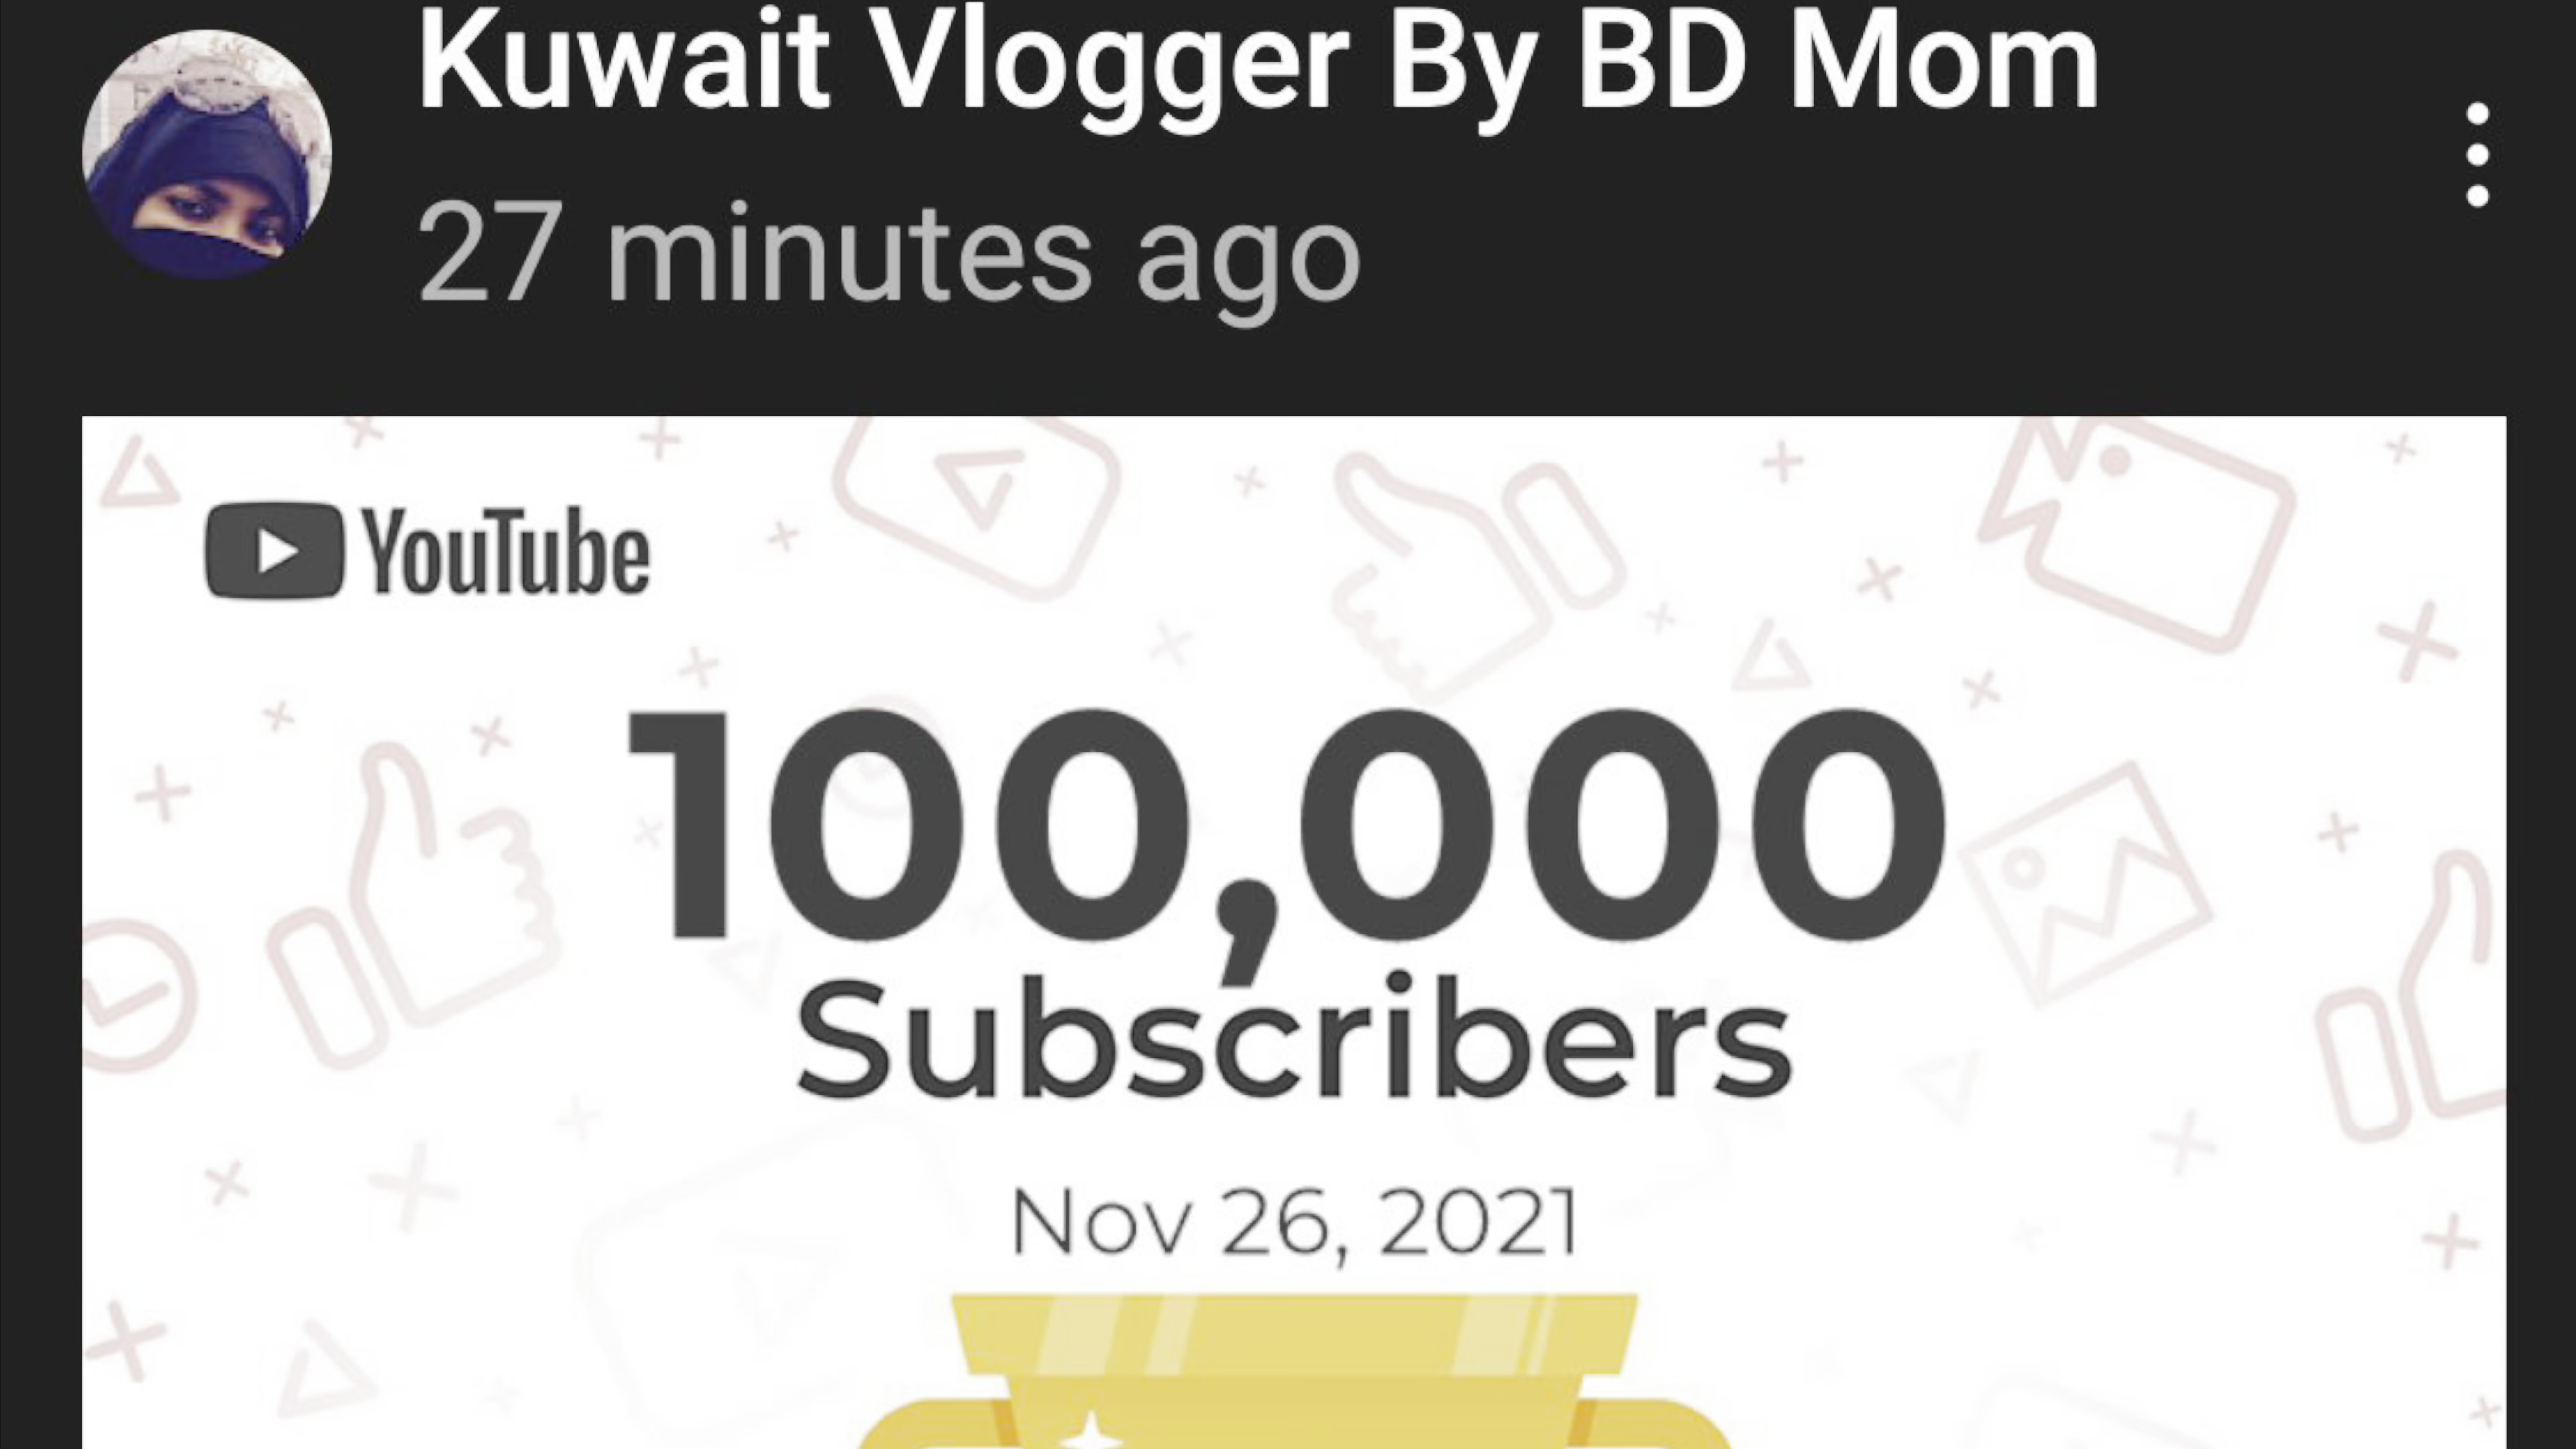 Kuwait Vlogger By BD Mom
27 minutes ago
YouTube
100,000
Subscribers
Nov 26, 2021